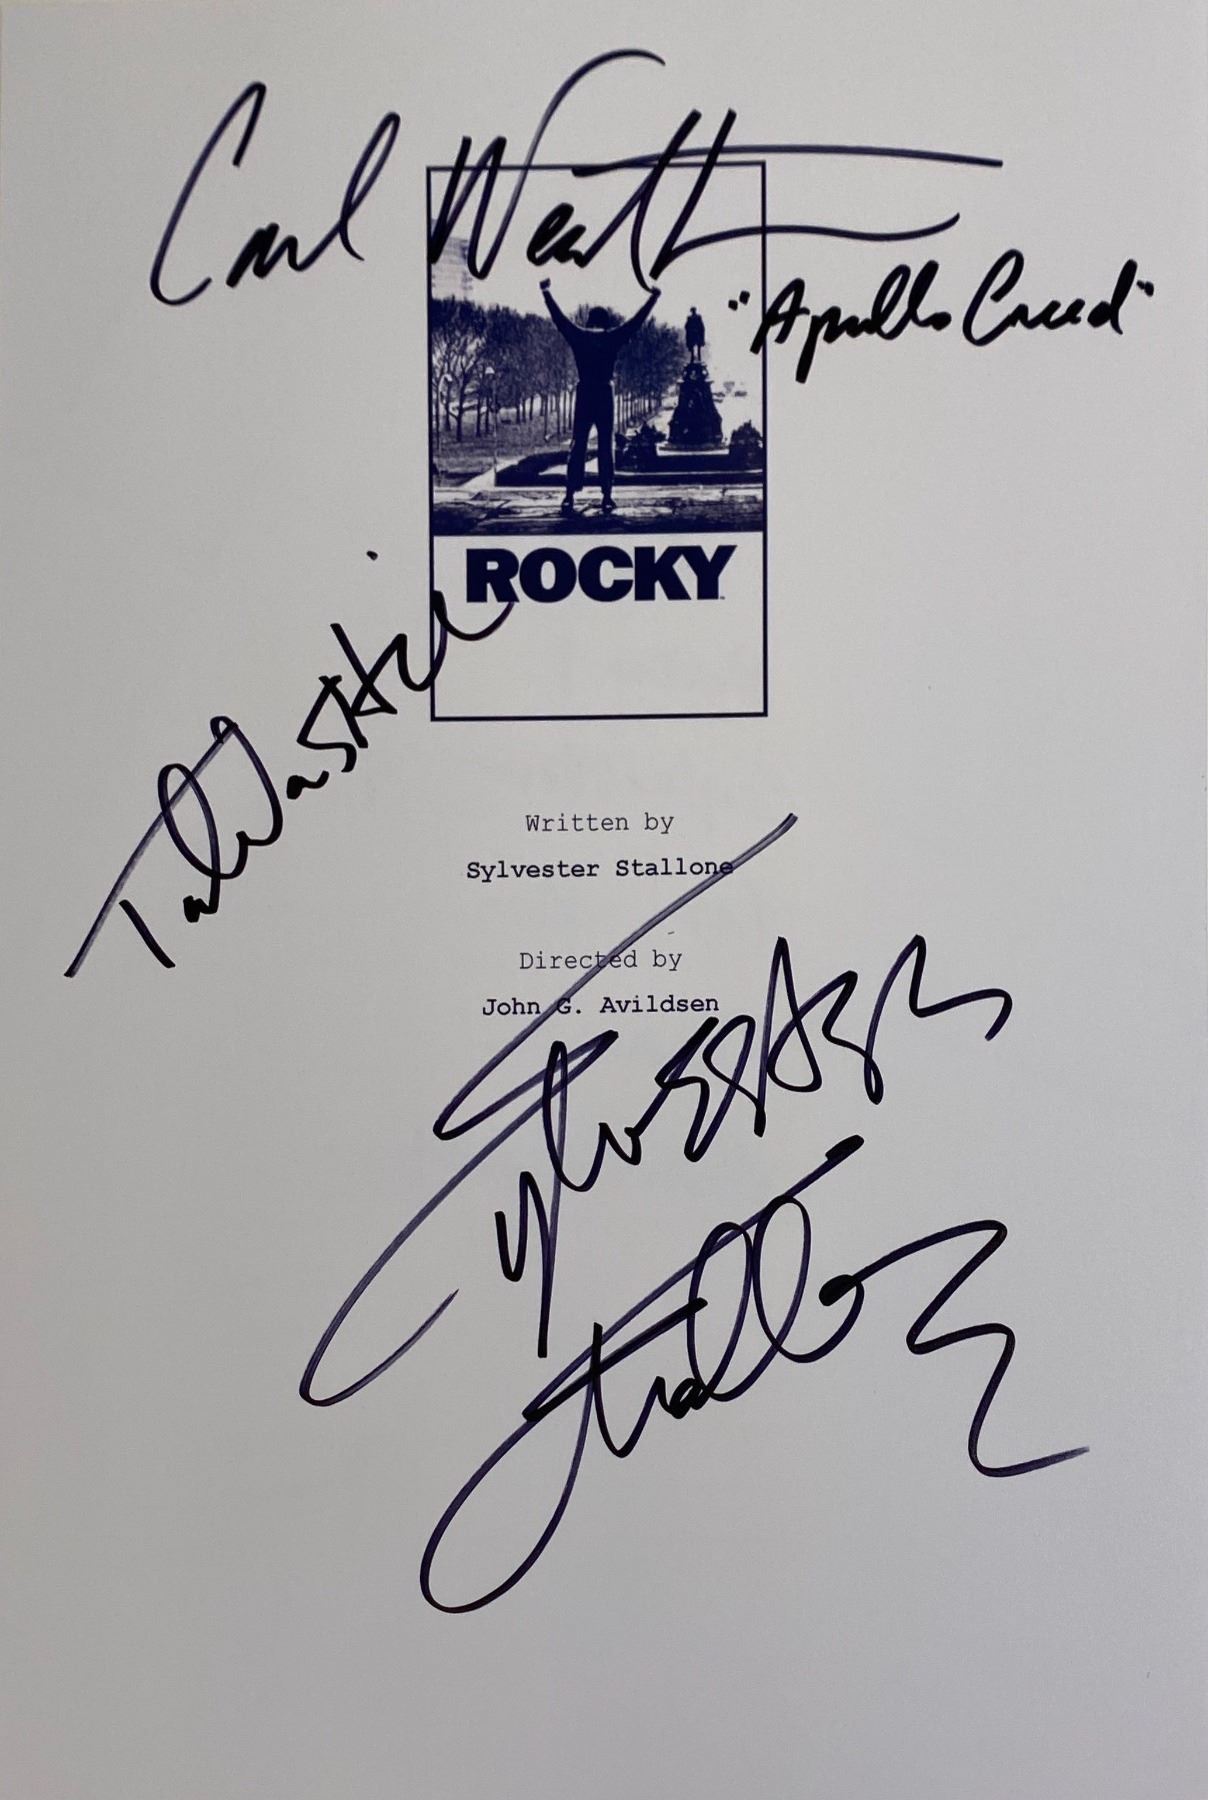 Carl Weathers
"Apollo Creed"
ROCKY
Talia Shire
Written by
Sylvester Stallone
Directed by
John G. Avildsen
Sylvester
Stallone